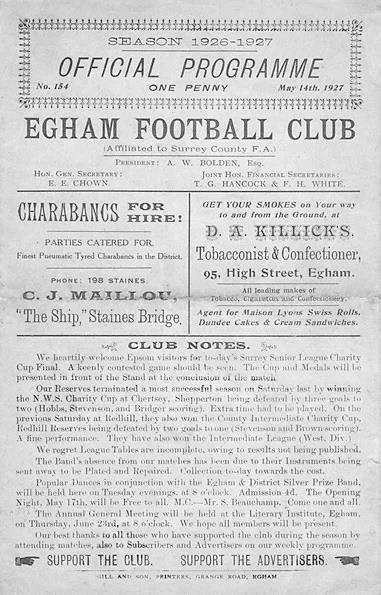 SEASON 1926-1927
OFFICIAL PROGRAMME
No. 154 ONE PENNY May 14th, 1927
EGHAM FOOTBALL CLUB
(Affiliated to Surrey County F.A.)
PRESIDENT: A. W. BOLDEN, Esq.
HON. GEN. SECRETARY:
E. E. CHOWN.
JOINT HON. FINANCIAL SECRETARIES:
T. G. HANCOCK & F. H. WHITE.
CHARABANCS FOR HIRE!
PARTIES CATERED FOR.
Finest Pneumatic Tyred Charabancs in the District.
PHONE: 198 STAINES.
C. J. MAILLOU,
"The Ship," Staines Bridge.
GET YOUR SMOKES on Your way
to and from the Ground, at
D. A. KILLICK'S,
Tobacconist & Confectioner,
95, High Street, Egham.
All leading makes of
Tobacco, Cigarettes and Confectionery.
Agent for Maison Lyons Swiss Rolls,
Dundee Cakes & Cream Sandwiches.
CLUB NOTES.
We heartily welcome Epsom visitors for to-day's Surrey Senior League Charity
Cup Final. A keenly contested game should be seen. The Cup and Medals will be
presented in front of the Stand at the conclusion of the match.
Our Reserves terminated a most successful season on Saturday last by winning
the N.W.S. Charity Cup at Chertsey, Shepperton being defeated by three goals to
two (Hobbs, Stevenson, and Bridger scoring). Extra time had to be played. On the
previous Saturday at Redhill, they also won the County Intermediate Charity Cup,
Redhill Reserves being defeated by two goals to one (Stevenson and Brown scoring).
A fine performance. They have also won the Intermediate League (West. Div.).
We regret League Tables are incomplete, owing to results not being published.
The Band's absence from our matches has been due to their Instruments being
sent away to be Plated and Repaired. Collection to-day towards the cost.
Popular Dances in conjunction with the Egham & District Silver Prize Band,
will be held here on Tuesday evenings, at 8 o'clock. Admission 4d. The Opening
Night, May 17th, will be Free to all. M.C.—Mr. S. Beauchamp. Come one and all.
The Annual General Meeting will be held at the Literary Institute, Egham,
on Thursday, June 23rd, at 8 o'clock. We hope all members will be present.
Our best thanks to all those who have supported the club during the season by
attending matches, also to Subscribers and Advertisers on our weekly programme.
SUPPORT THE CLUB. SUPPORT THE ADVERTISERS.
GILL AND SON, PRINTERS, GRANGE ROAD, EGHAM